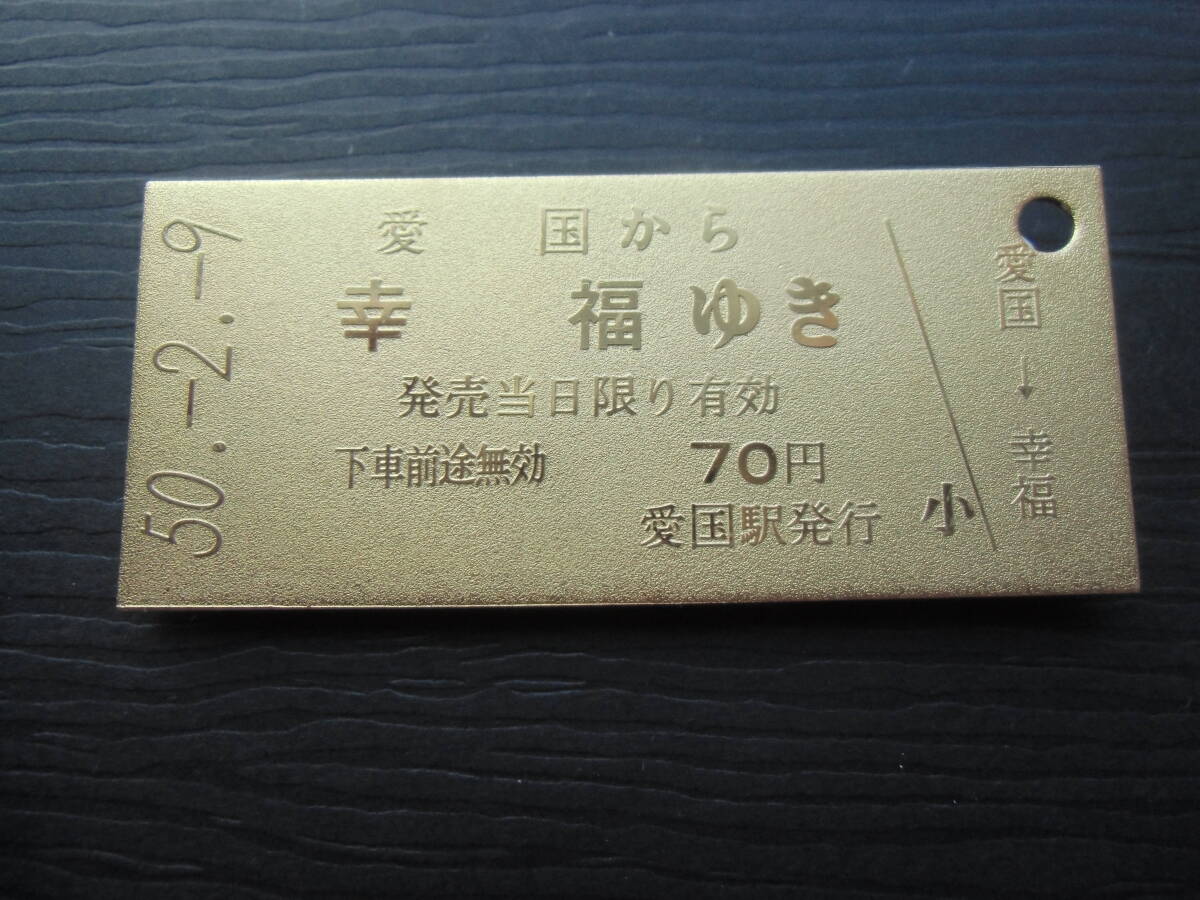 50.-2.-9
愛 国から
幸 福ゆき
発売当日限り有効
下車前途無効 70円
愛国駅発行 小
愛国→幸福